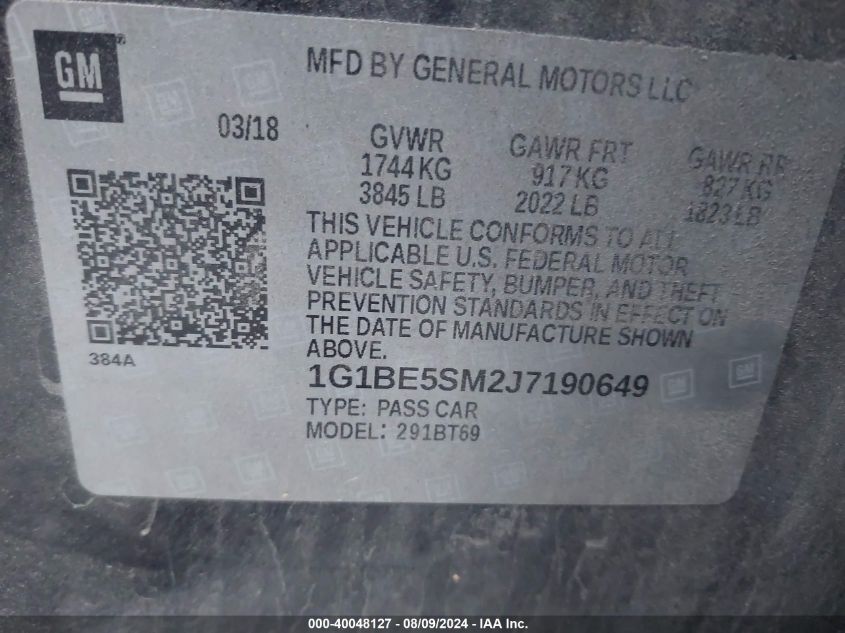 GM
MFD BY GENERAL MOTORS LLC
03/18
GVWR GAWR FRT GAWR RR
1744 KG 917 KG 827 KG
3845 LB 2022 LB 1823 LB
THIS VEHICLE CONFORMS TO ALL
APPLICABLE U.S. FEDERAL MOTOR
VEHICLE SAFETY, BUMPER, AND THEFT
PREVENTION STANDARDS IN EFFECT ON
THE DATE OF MANUFACTURE SHOWN
ABOVE.
384A
1G1BE5SM2J7190649
TYPE: PASS CAR
MODEL: 291BT69
000-40048127 - 08/09/2024 - IAA Inc.